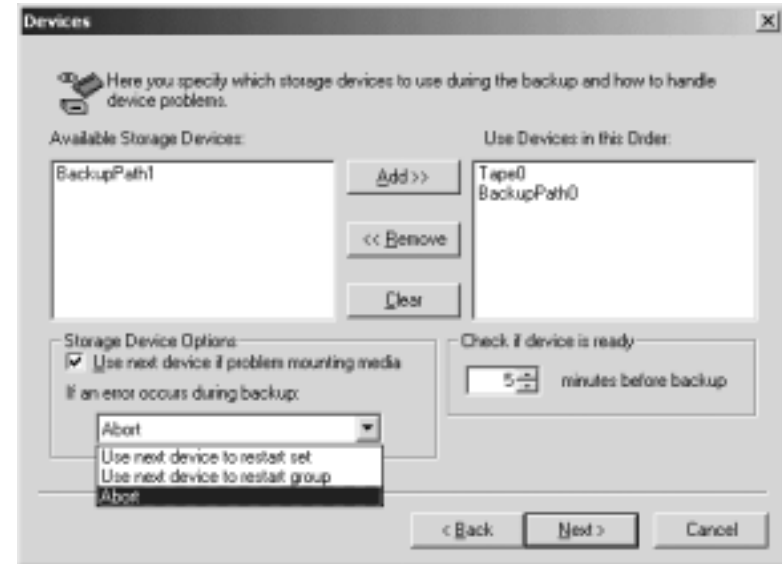 Devices
Here you specify which storage devices to use during the backup and how to handle
device problems.
Available Storage Devices:
Use Devices in this Order:
BackupPath1
Add >>
Tape0
BackupPath0
<< Remove
Clear
Storage Device Options
Use next device if problem mounting media
If an error occurs during backup:
Abort
Use next device to restart set
Use next device to restart group
Abort
Check if device is ready
5 minutes before backup
< Back
Next >
Cancel